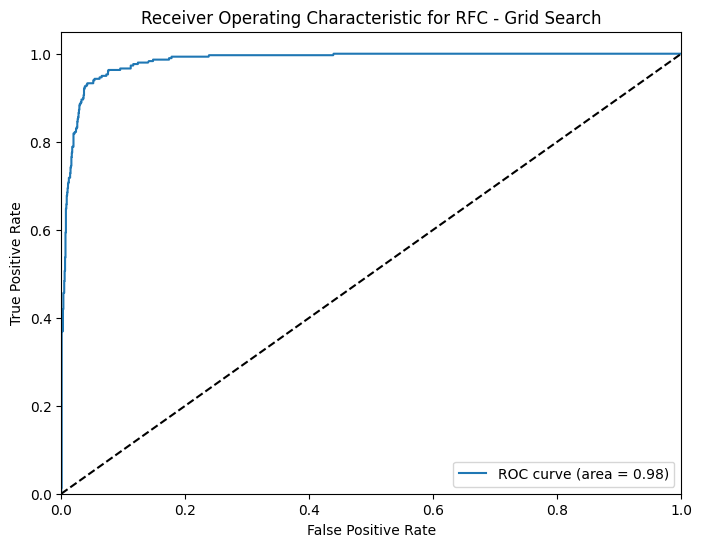 Receiver Operating Characteristic for RFC - Grid Search
True Positive Rate
1.0
0.8
0.6
0.4
0.2
0.0
ROC curve (area = 0.98)
0.0 0.2 0.4 0.6 0.8 1.0
False Positive Rate